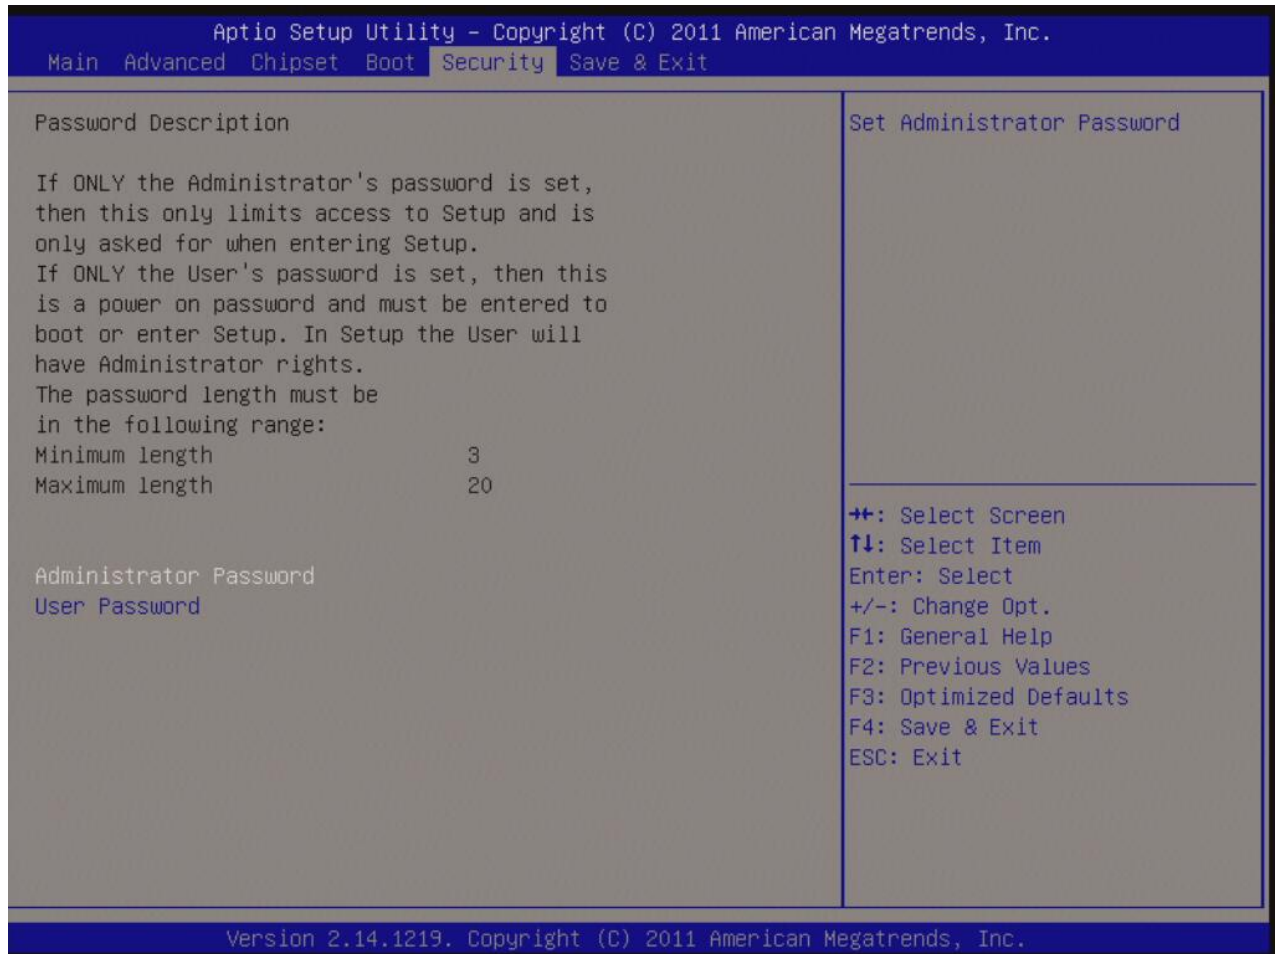 Aptio Setup Utility – Copyright (C) 2011 American Megatrends, Inc.
Main Advanced Chipset Boot Security Save & Exit
Password Description
If ONLY the Administrator's password is set,
then this only limits access to Setup and is
only asked for when entering Setup.
If ONLY the User's password is set, then this
is a power on password and must be entered to
boot or enter Setup. In Setup the User will
have Administrator rights.
The password length must be
in the following range:
Minimum length 3
Maximum length 20
Administrator Password
User Password
Set Administrator Password
→←: Select Screen
↑↓: Select Item
Enter: Select
+/-: Change Opt.
F1: General Help
F2: Previous Values
F3: Optimized Defaults
F4: Save & Exit
ESC: Exit
Version 2.14.1219. Copyright (C) 2011 American Megatrends, Inc.